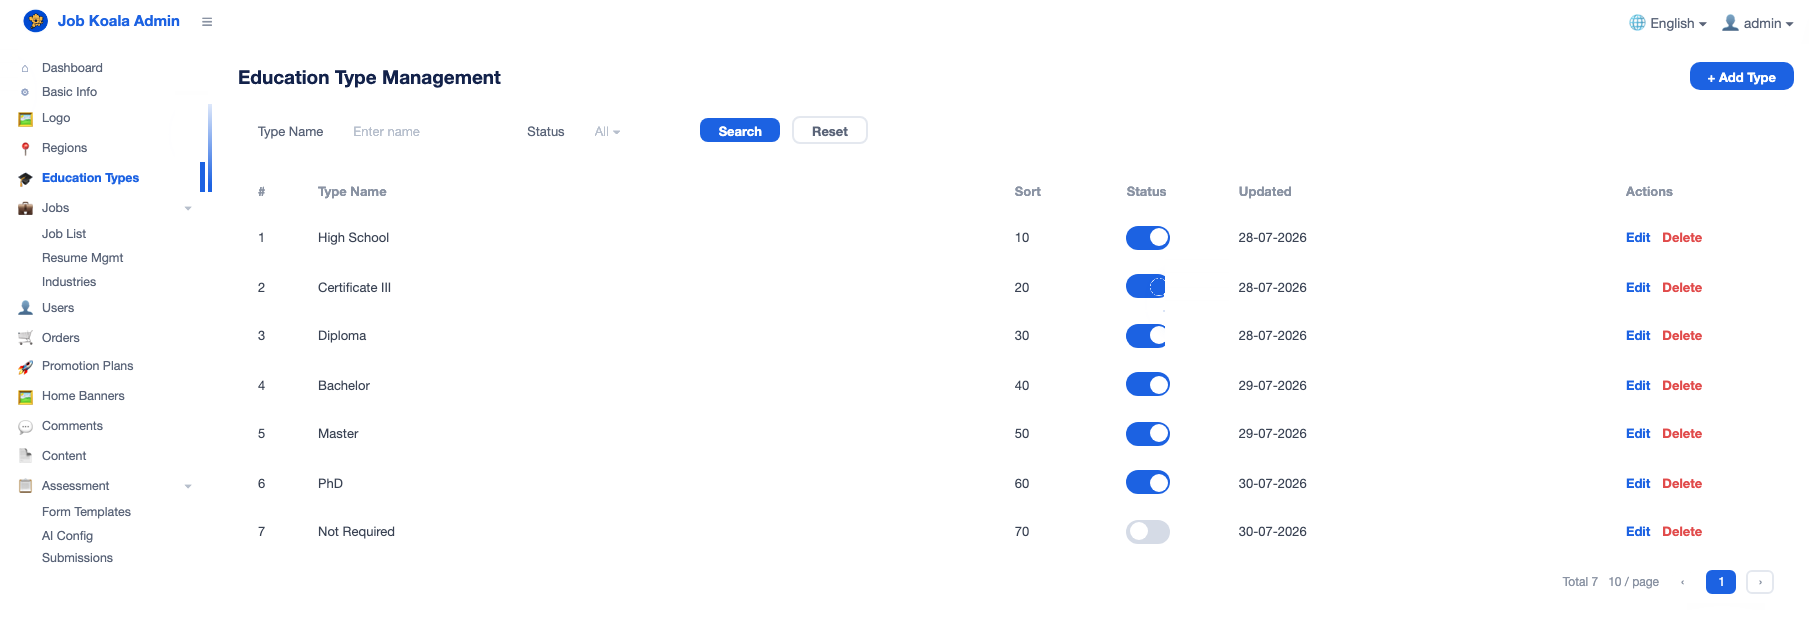 Job Koala Admin
English
admin
Dashboard
Basic Info
Logo
Regions
Education Types
Jobs
Job List
Resume Mgmt
Industries
Users
Orders
Promotion Plans
Home Banners
Comments
Content
Assessment
Form Templates
AI Config
Submissions
Education Type Management
+ Add Type
Type Name Enter name Status All Search Reset
# Type Name Sort Status Updated Actions
1 High School 10 28-07-2026 Edit Delete
2 Certificate III 20 28-07-2026 Edit Delete
3 Diploma 30 28-07-2026 Edit Delete
4 Bachelor 40 29-07-2026 Edit Delete
5 Master 50 29-07-2026 Edit Delete
6 PhD 60 30-07-2026 Edit Delete
7 Not Required 70 30-07-2026 Edit Delete
Total 7 10 / page ‹ 1 ›